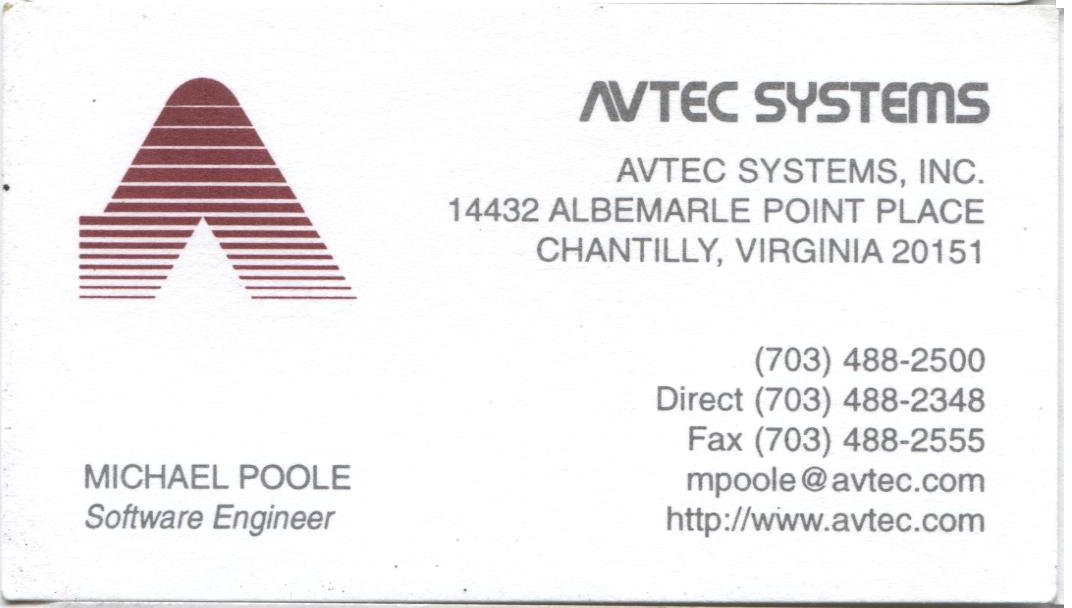 AVTEC SYSTEMS
AVTEC SYSTEMS, INC.
14432 ALBEMARLE POINT PLACE
CHANTILLY, VIRGINIA 20151
(703) 488-2500
Direct (703) 488-2348
Fax (703) 488-2555
mpoole@avtec.com
http://www.avtec.com
MICHAEL POOLE
Software Engineer